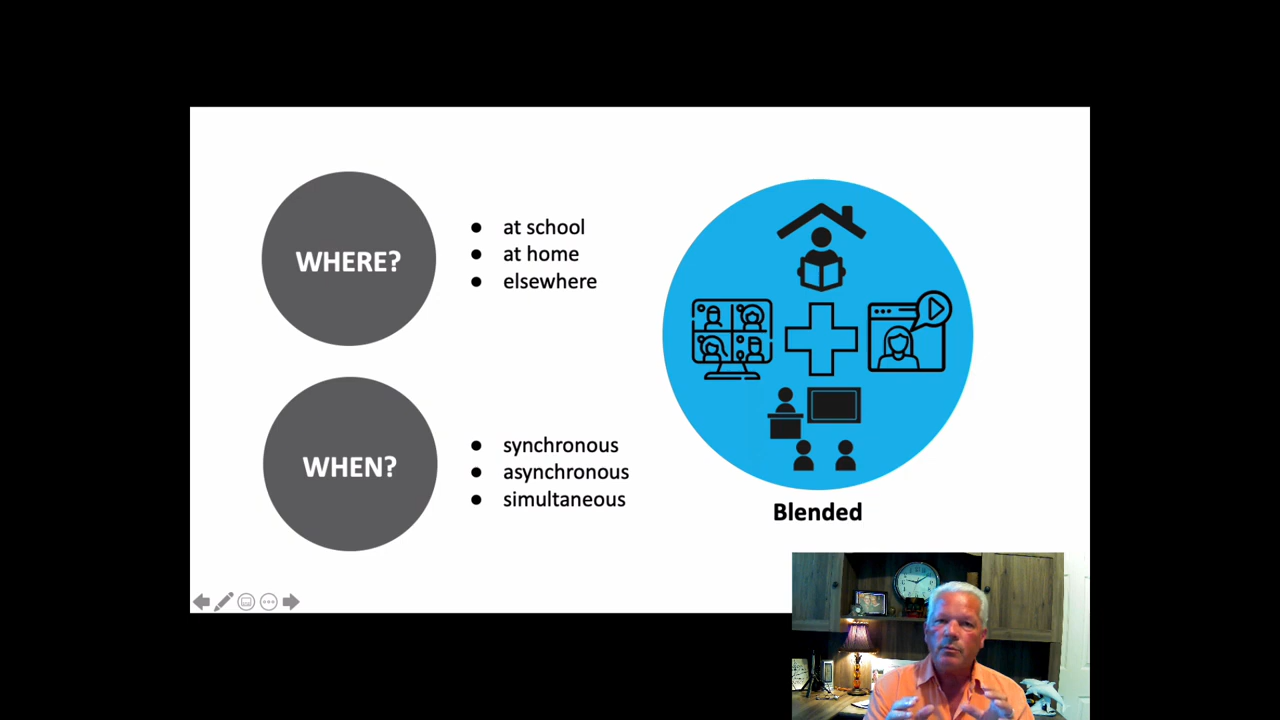 WHERE?
● at school
● at home
● elsewhere
WHEN?
● synchronous
● asynchronous
● simultaneous
Blended